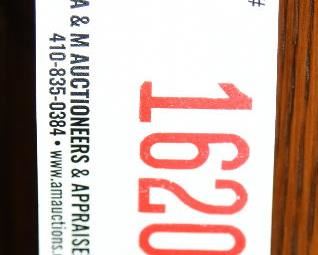 #
1620
A & M AUCTIONEERS & APPRAISE
410-835-0384 • www.amauctions.